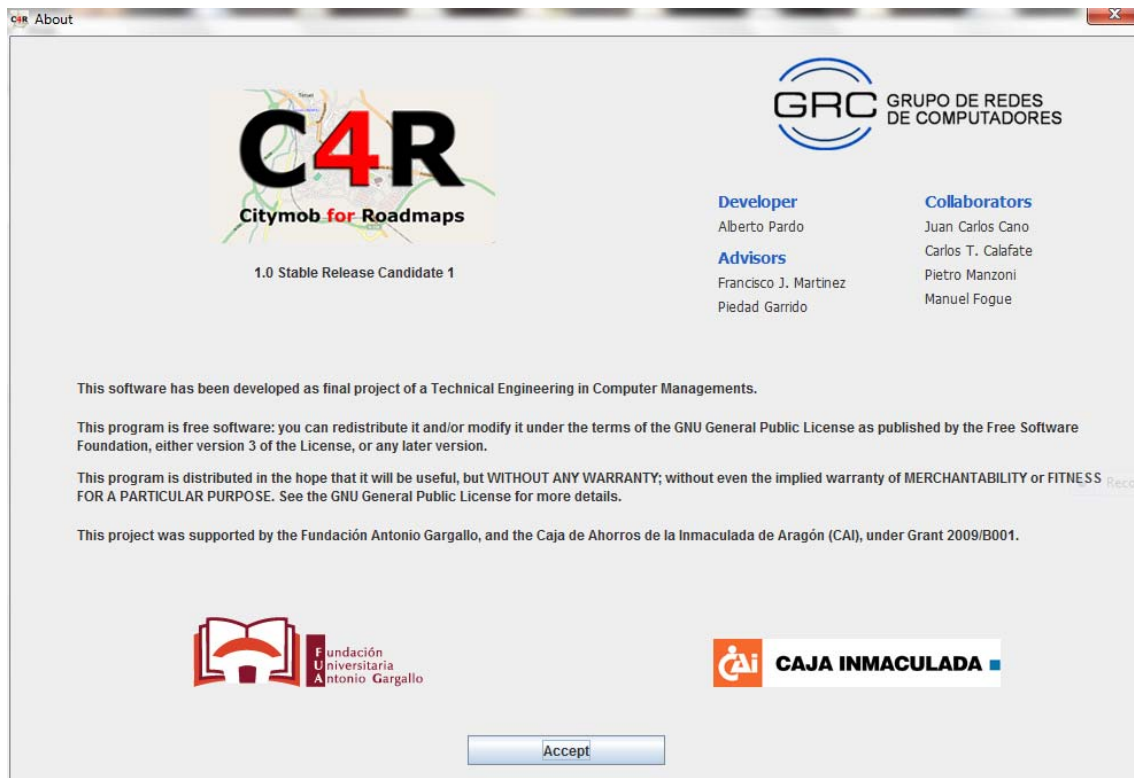 C4R About
X
C4R
Citymob for Roadmaps
1.0 Stable Release Candidate 1
GRC GRUPO DE REDES
DE COMPUTADORES
Developer
Alberto Pardo
Advisors
Francisco J. Martinez
Piedad Garrido
Collaborators
Juan Carlos Cano
Carlos T. Calafate
Pietro Manzoni
Manuel Fogue
This software has been developed as final project of a Technical Engineering in Computer Managements.
This program is free software: you can redistribute it and/or modify it under the terms of the GNU General Public License as published by the Free Software
Foundation, either version 3 of the License, or any later version.
This program is distributed in the hope that it will be useful, but WITHOUT ANY WARRANTY; without even the implied warranty of MERCHANTABILITY or FITNESS
FOR A PARTICULAR PURPOSE. See the GNU General Public License for more details.
This project was supported by the Fundación Antonio Gargallo, and the Caja de Ahorros de la Inmaculada de Aragón (CAI), under Grant 2009/B001.
Fundación
Universitaria
Antonio Gargallo
CAi CAJA INMACULADA
Accept